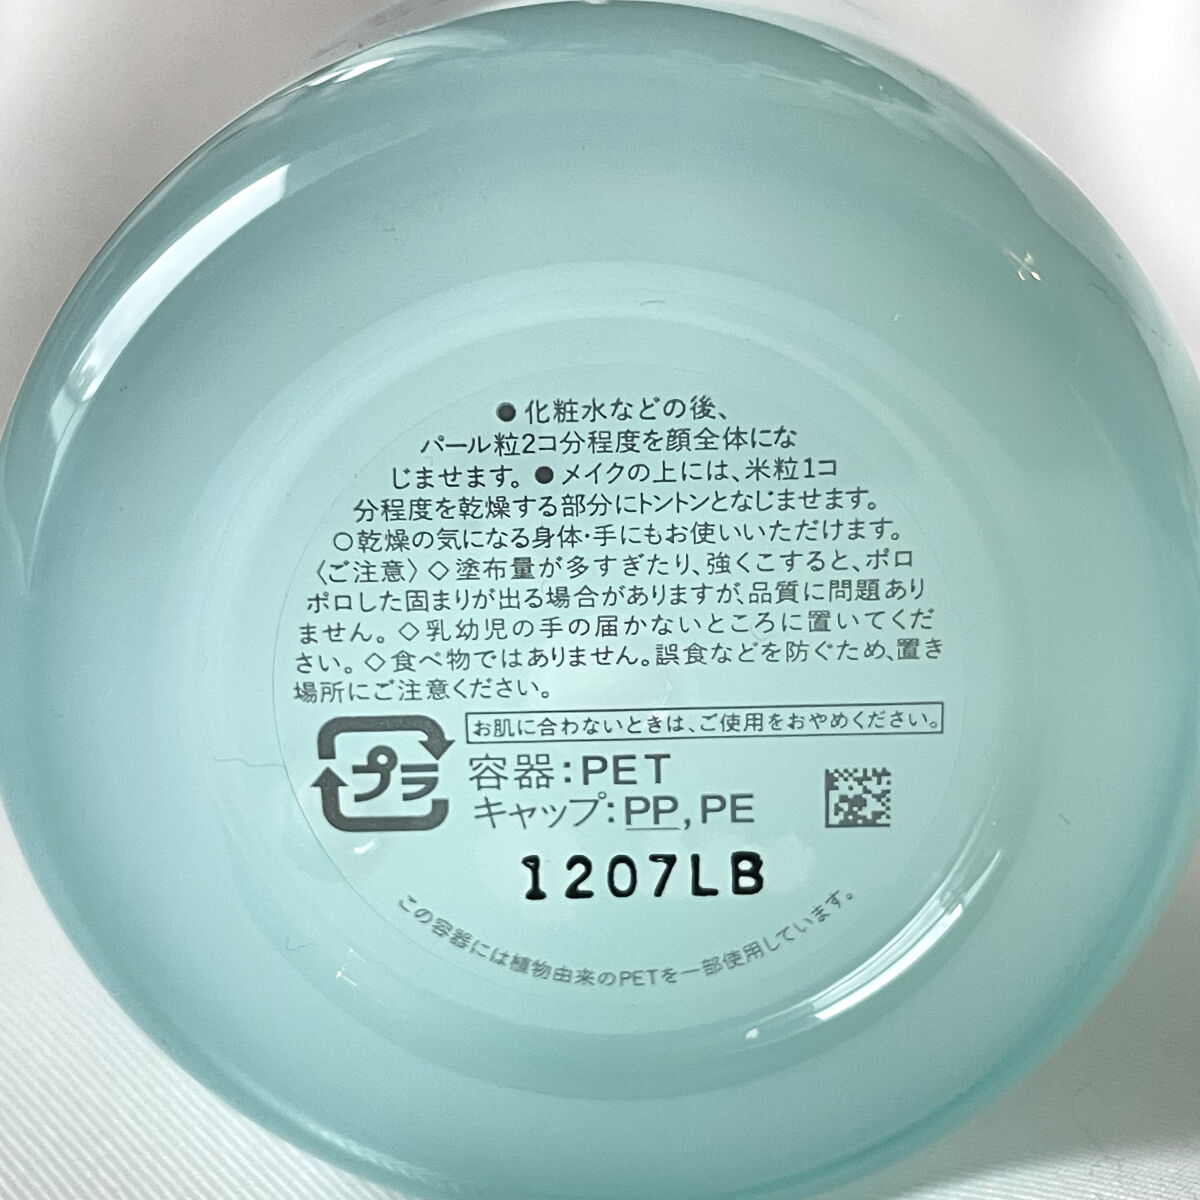 ●化粧水などの後、
パール粒2コ分程度を顔全体にな
じませます。●メイクの上には、米粒1コ
分程度を乾燥する部分にトントンとなじませます。
○乾燥の気になる身体・手にもお使いいただけます。
〈ご注意〉◇塗布量が多すぎたり、強くこすると、ポロ
ポロした固まりが出る場合がありますが、品質に問題あり
ません。◇乳幼児の手の届かないところに置いてくだ
さい。◇食べ物ではありません。誤食などを防ぐため、置き
場所にご注意ください。
お肌に合わないときは、ご使用をおやめください。
プラ
容器：PET
キャップ：PP, PE
1207LB
この容器には植物由来のPETを一部使用しています。